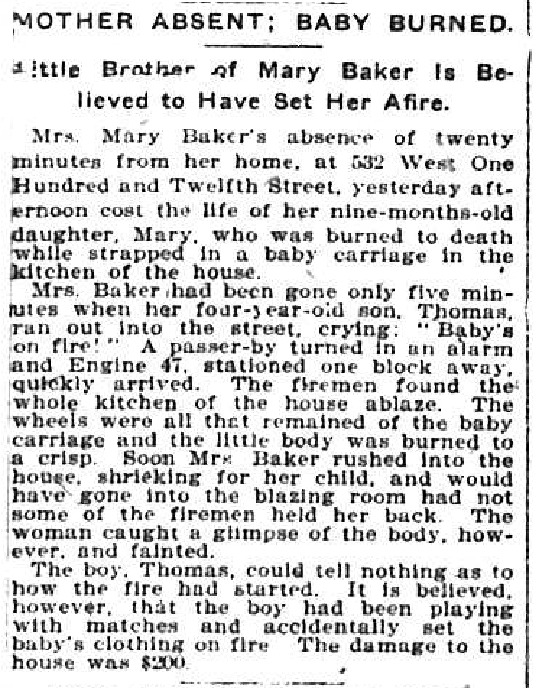 MOTHER ABSENT; BABY BURNED.
Little Brother of Mary Baker Is Be-
lieved to Have Set Her Afire.
Mrs. Mary Baker's absence of twenty
minutes from her home, at 532 West One
Hundred and Twelfth Street, yesterday aft-
ernoon cost the life of her nine-months-old
daughter, Mary, who was burned to death
while strapped in a baby carriage in the
kitchen of the house.
Mrs. Baker had been gone only five min-
utes when her four-year-old son, Thomas,
ran out into the street, crying: "Baby's
on fire!" A passer-by turned in an alarm
and Engine 47, stationed one block away,
quickly arrived. The firemen found the
whole kitchen of the house ablaze. The
wheels were all that remained of the baby
carriage and the little body was burned to
a crisp. Soon Mrs Baker rushed into the
house, shrieking for her child, and would
have gone into the blazing room had not
some of the firemen held her back. The
woman caught a glimpse of the body, how-
ever, and fainted.
The boy, Thomas, could tell nothing as to
how the fire had started. It is believed,
however, that the boy had been playing
with matches and accidentally set the
baby's clothing on fire The damage to the
house was $200.